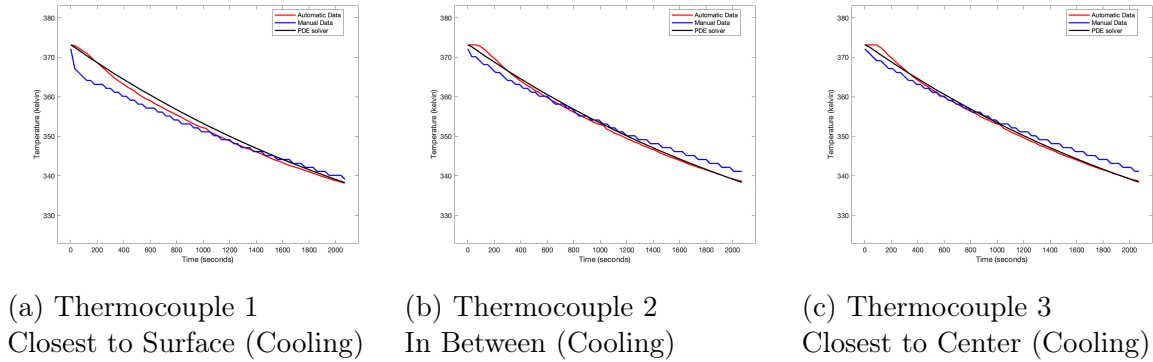 380
370
360
350
340
330
Temperature (kelvin)
0 200 400 600 800 1000 1200 1400 1600 1800 2000
Time (seconds)
Automatic Data
Manual Data
PDE solver
380
370
360
350
340
330
Temperature (kelvin)
0 200 400 600 800 1000 1200 1400 1600 1800 2000
Time (seconds)
Automatic Data
Manual Data
PDE solver
380
370
360
350
340
330
Temperature (kelvin)
0 200 400 600 800 1000 1200 1400 1600 1800 2000
Time (seconds)
Automatic Data
Manual Data
PDE solver
(a) Thermocouple 1
Closest to Surface (Cooling)
(b) Thermocouple 2
In Between (Cooling)
(c) Thermocouple 3
Closest to Center (Cooling)